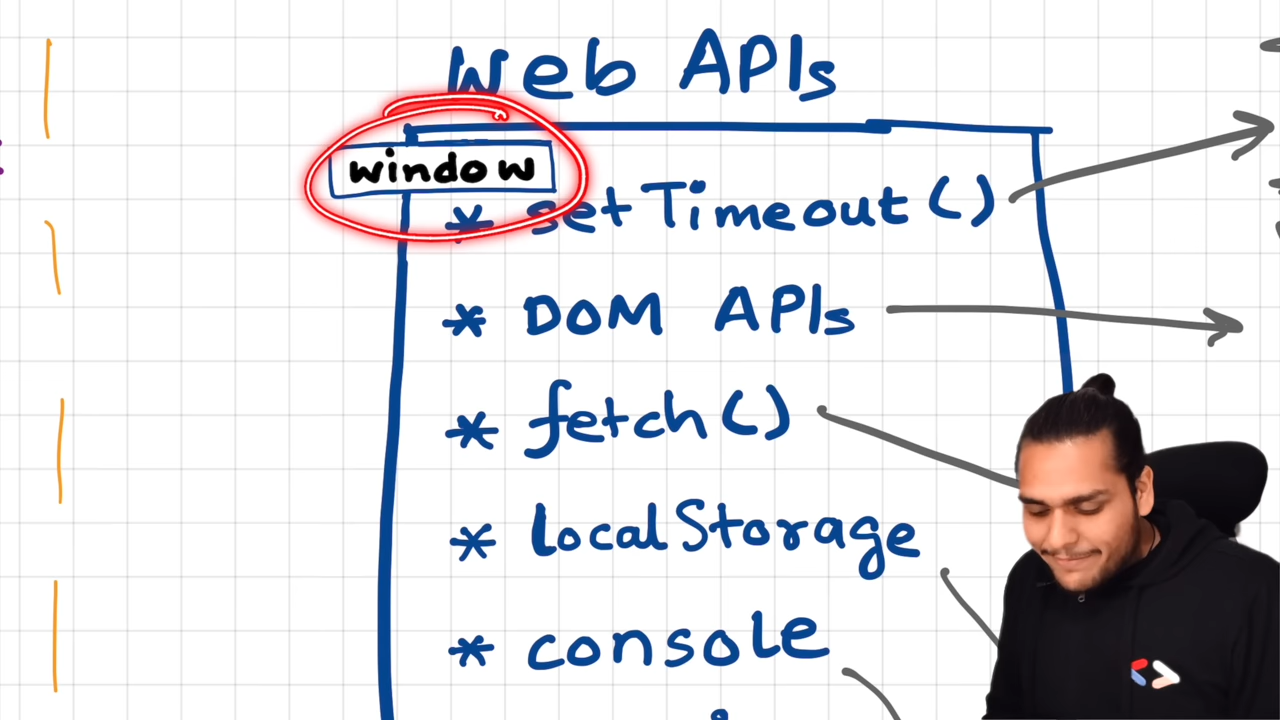 Web APIs
window
* setTimeout()
* DOM APIs
* fetch()
* localStorage
* console